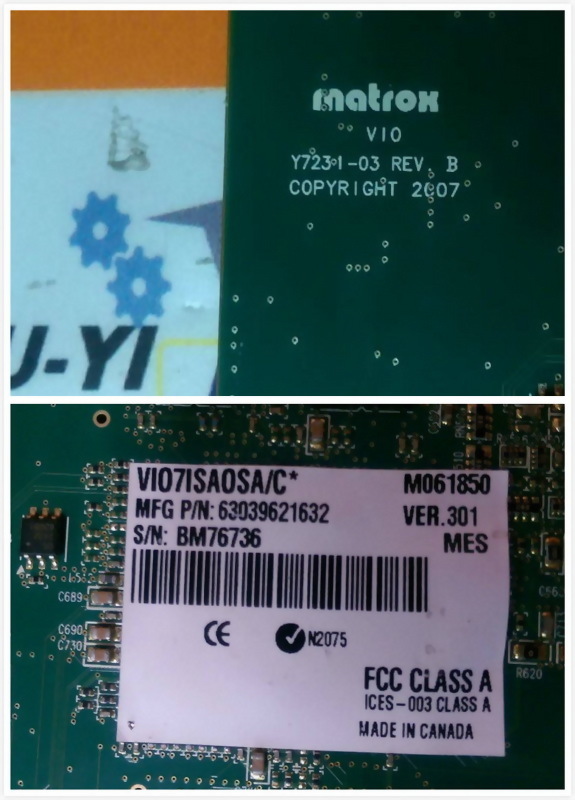 matrox
VIO
Y7231-03 REV. B
COPYRIGHT 2007
U-YI
VIO7ISAOSA/C*
M061850
MFG P/N: 63039621632
VER.301
S/N: BM76736
MES
C689
C690
C730
CE
N2075
R620
FCC CLASS A
ICES-003 CLASS A
MADE IN CANADA